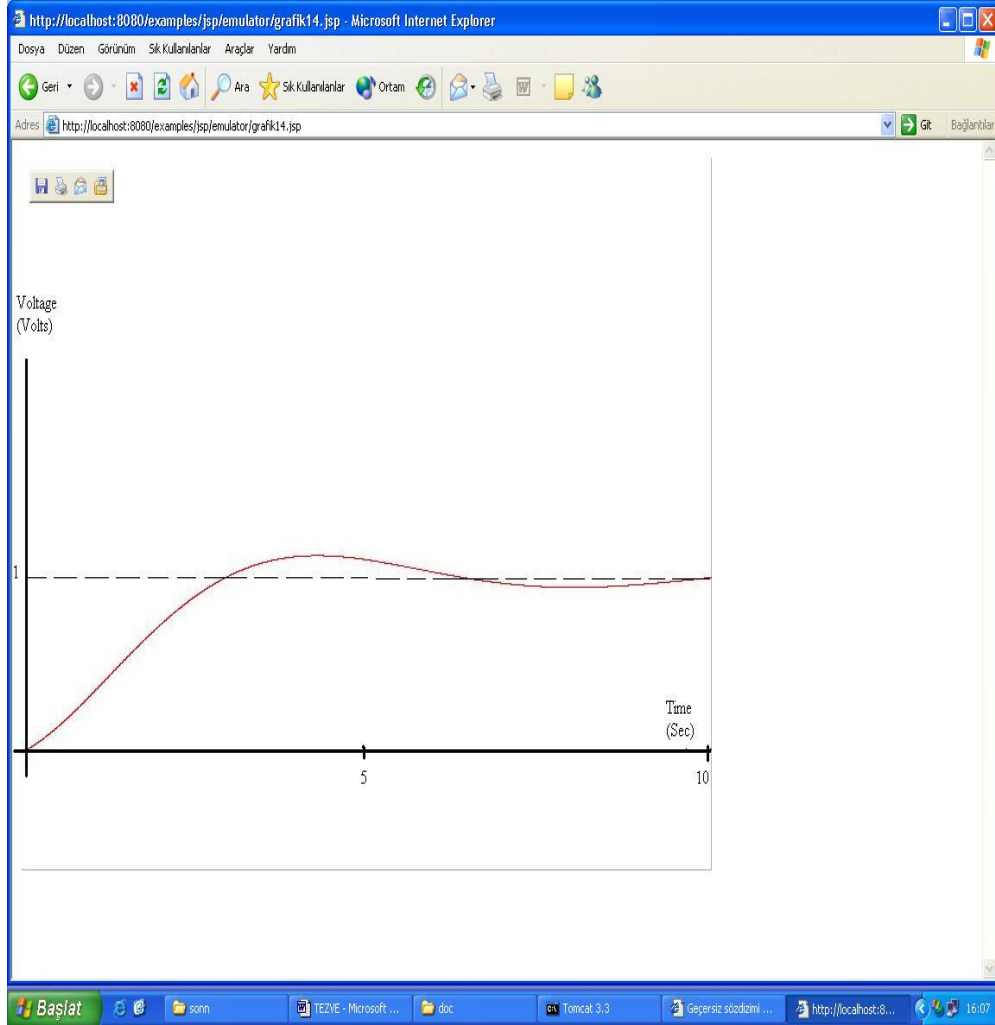 http://localhost:8080/examples/jsp/emulator/grafik14.jsp - Microsoft Internet Explorer
Dosya Düzen Görünüm Sık Kullanılanlar Araçlar Yardım
Geri Ara Sık Kullanılanlar Ortam
Adres http://localhost:8080/examples/jsp/emulator/grafik14.jsp Git Bağlantılar
Voltage
(Volts)
1
Time
(Sec)
5 10
Başlat sonn TEZVE - Microsoft ... doc Tomcat 3.3 Geçersiz sözdizimi ... http://localhost:8... 16:07